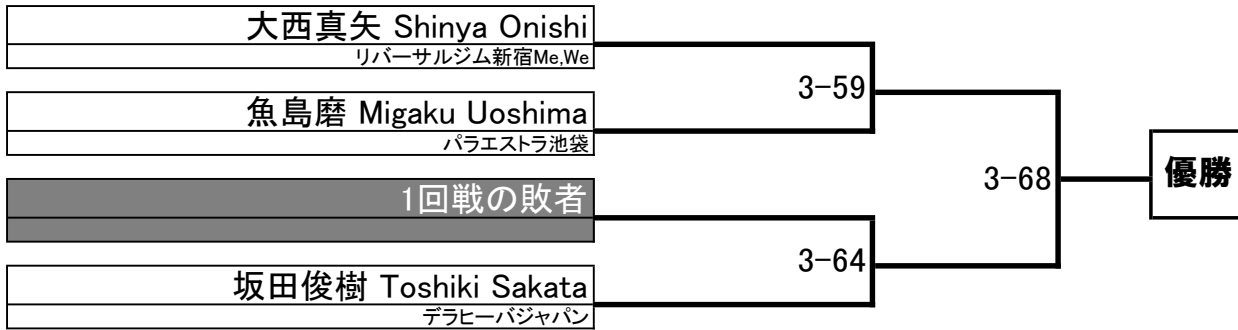 大西真矢 Shinya Onishi
リバーサルジム新宿Me,We
3-59
魚島磨 Migaku Uoshima
パラエストラ池袋
3-68
優勝
1回戦の敗者
3-64
坂田俊樹 Toshiki Sakata
デラヒーバジャパン